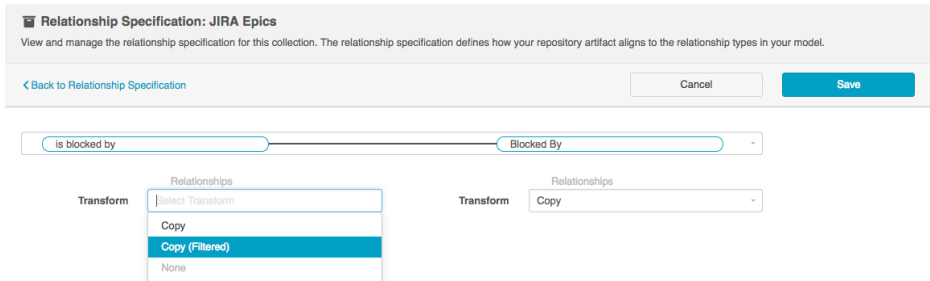 Relationship Specification: JIRA Epics
View and manage the relationship specification for this collection. The relationship specification defines how your repository artifact aligns to the relationship types in your model.
Back to Relationship Specification
Cancel
Save
is blocked by
Blocked By
Relationships
Relationships
Transform
Select Transform
Transform
Copy
Copy
Copy (Filtered)
None